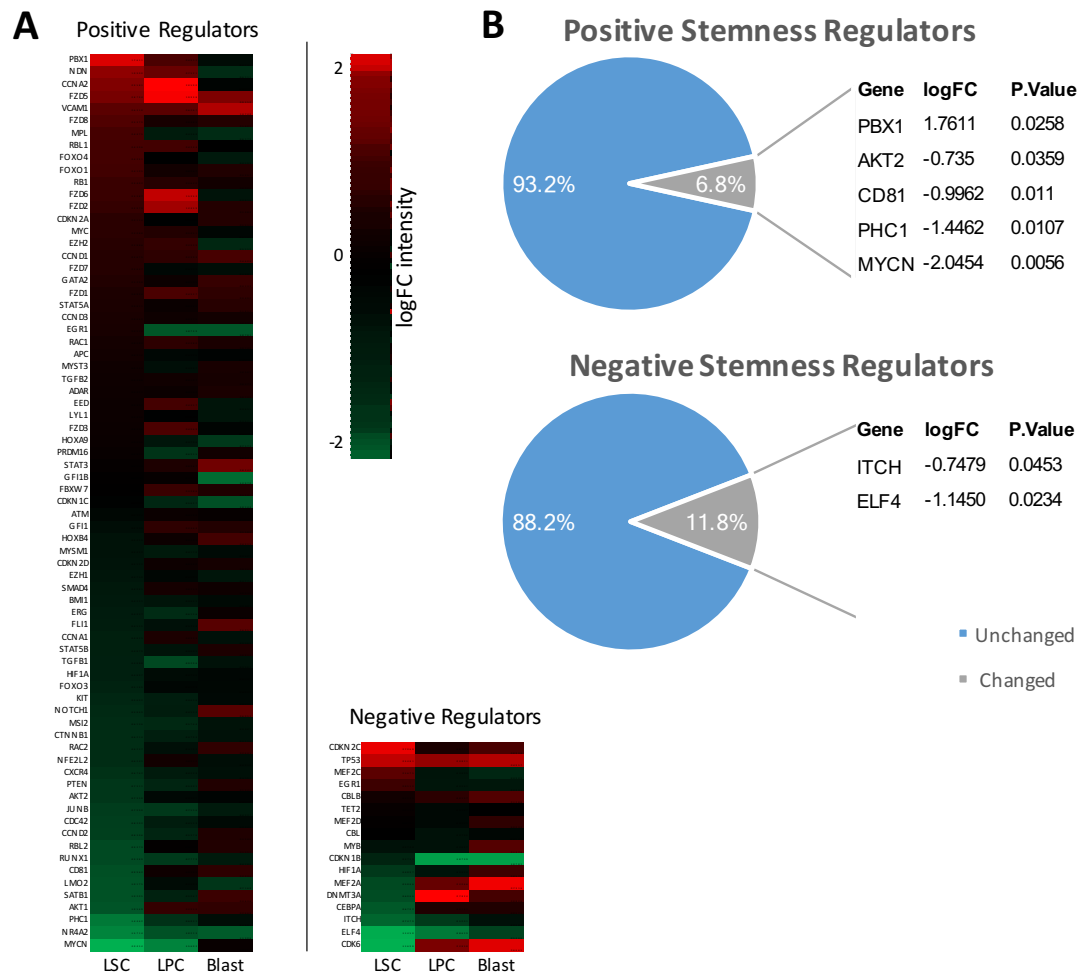 A
Positive Regulators
PBX1
NDN
CCNA2
FZD5
VCAM1
FZD8
MPL
RBL1
FOXO4
FOXO1
RB1
FZD6
FZD2
CDKN2A
MYC
EZH2
CCND1
FZD7
GATA2
FZD1
STAT5A
CCND3
EGR1
RAC1
APC
MYST3
TGFB2
ADAR
EED
LYL1
FZD3
HOXA9
PRDM16
STAT3
GFI1B
FBXW7
CDKN1C
ATM
GFI1
HOXB4
MYSM1
CDKN2D
EZH1
SMAD4
BMI1
ERG
FLI1
CCNA1
STAT5B
TGFB1
HIF1A
FOXO3
KIT
NOTCH1
MSI2
CTNNB1
RAC2
NFE2L2
CXCR4
PTEN
AKT2
JUNB
CDC42
CCND2
RBL2
RUNX1
CD81
LMO2
SATB1
AKT1
PHC1
NR4A2
MYCN
LSC LPC Blast
2
0
-2
logFC intensity
Negative Regulators
CDKN2C
TP53
MEF2C
EGR1
CBLB
TET2
MEF2D
CBL
MYB
CDKN1B
HIF1A
MEF2A
DNMT3A
CEBPA
ITCH
ELF4
CDK6
LSC LPC Blast
B
Positive Stemness Regulators
93.2%
6.8%
Gene logFC P.Value
PBX1 1.7611 0.0258
AKT2 -0.735 0.0359
CD81 -0.9962 0.011
PHC1 -1.4462 0.0107
MYCN -2.0454 0.0056
Negative Stemness Regulators
88.2%
11.8%
Gene logFC P.Value
ITCH -0.7479 0.0453
ELF4 -1.1450 0.0234
Unchanged
Changed